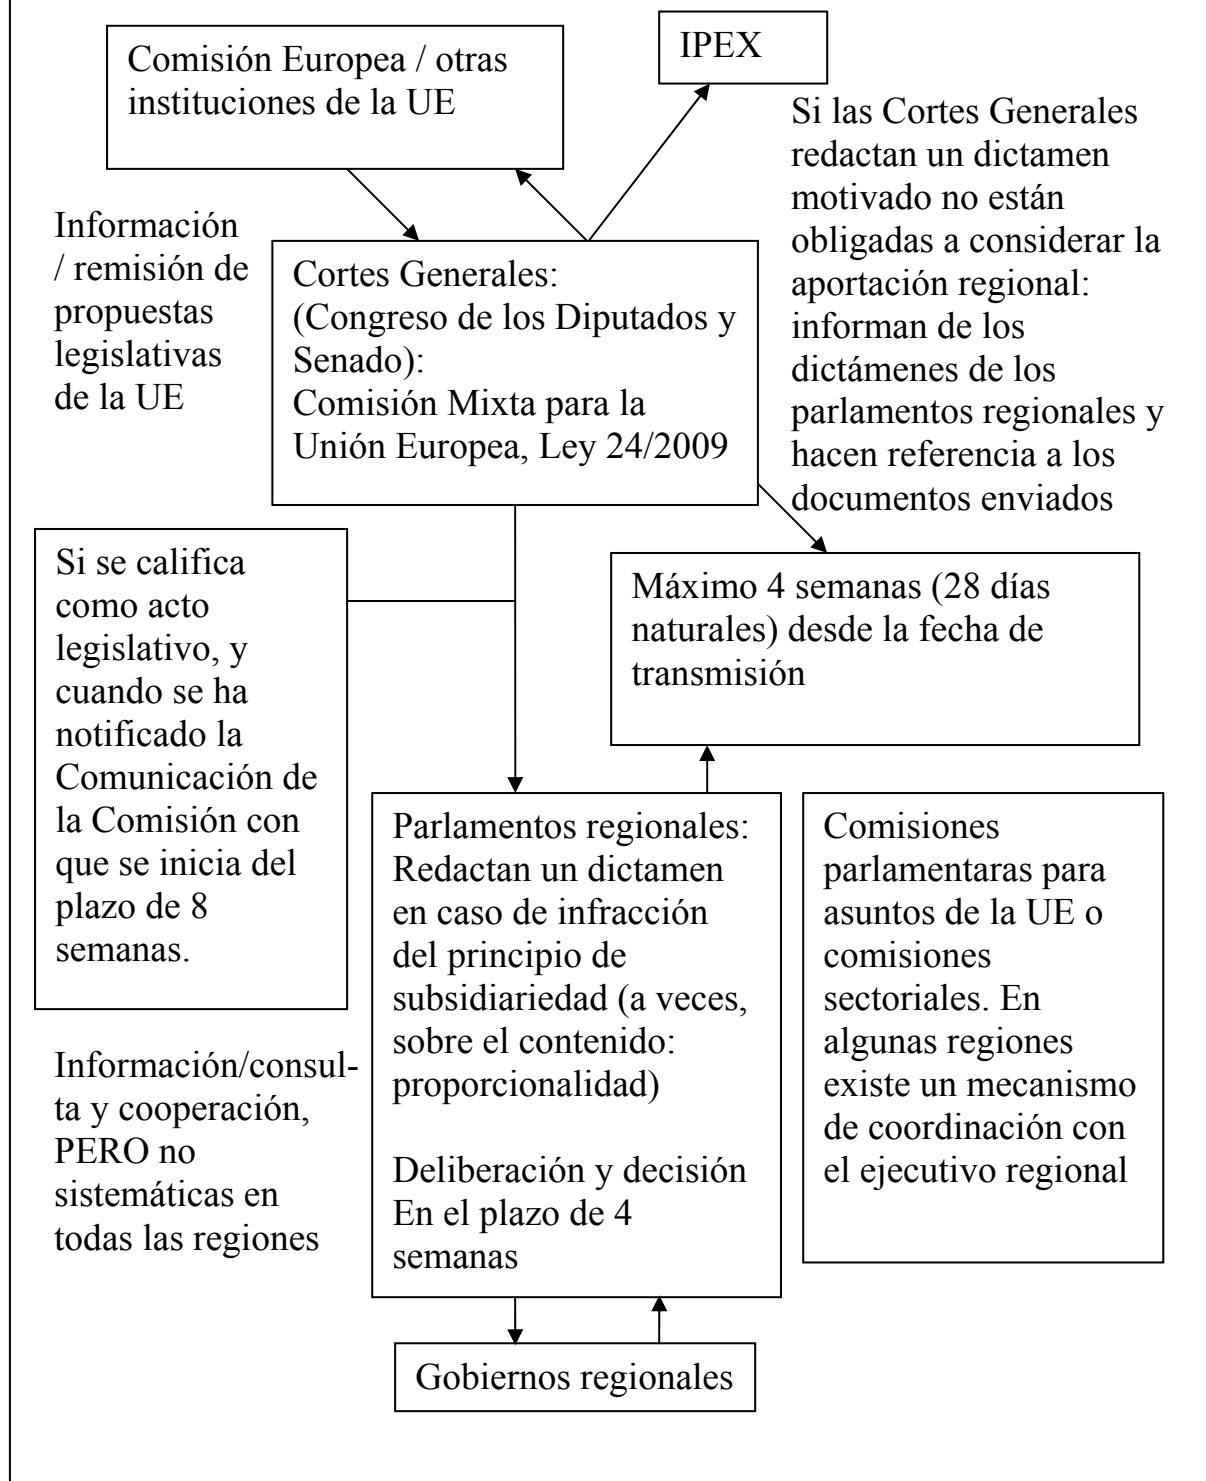 Comisión Europea / otras
instituciones de la UE
IPEX
Si las Cortes Generales
redactan un dictamen
motivado no están
obligadas a considerar la
aportación regional:
informan de los
dictámenes de los
parlamentos regionales y
hacen referencia a los
documentos enviados
Información
/ remisión de
propuestas
legislativas
de la UE
Cortes Generales:
(Congreso de los Diputados y
Senado):
Comisión Mixta para la
Unión Europea, Ley 24/2009
Si se califica
como acto
legislativo, y
cuando se ha
notificado la
Comunicación de
la Comisión con
que se inicia del
plazo de 8
semanas.
Máximo 4 semanas (28 días
naturales) desde la fecha de
transmisión
Parlamentos regionales:
Redactan un dictamen
en caso de infracción
del principio de
subsidiariedad (a veces,
sobre el contenido:
proporcionalidad)
Deliberación y decisión
En el plazo de 4
semanas
Comisiones
parlamentaras para
asuntos de la UE o
comisiones
sectoriales. En
algunas regiones
existe un mecanismo
de coordinación con
el ejecutivo regional
Información/consul-
ta y cooperación,
PERO no
sistemáticas en
todas las regiones
Gobiernos regionales